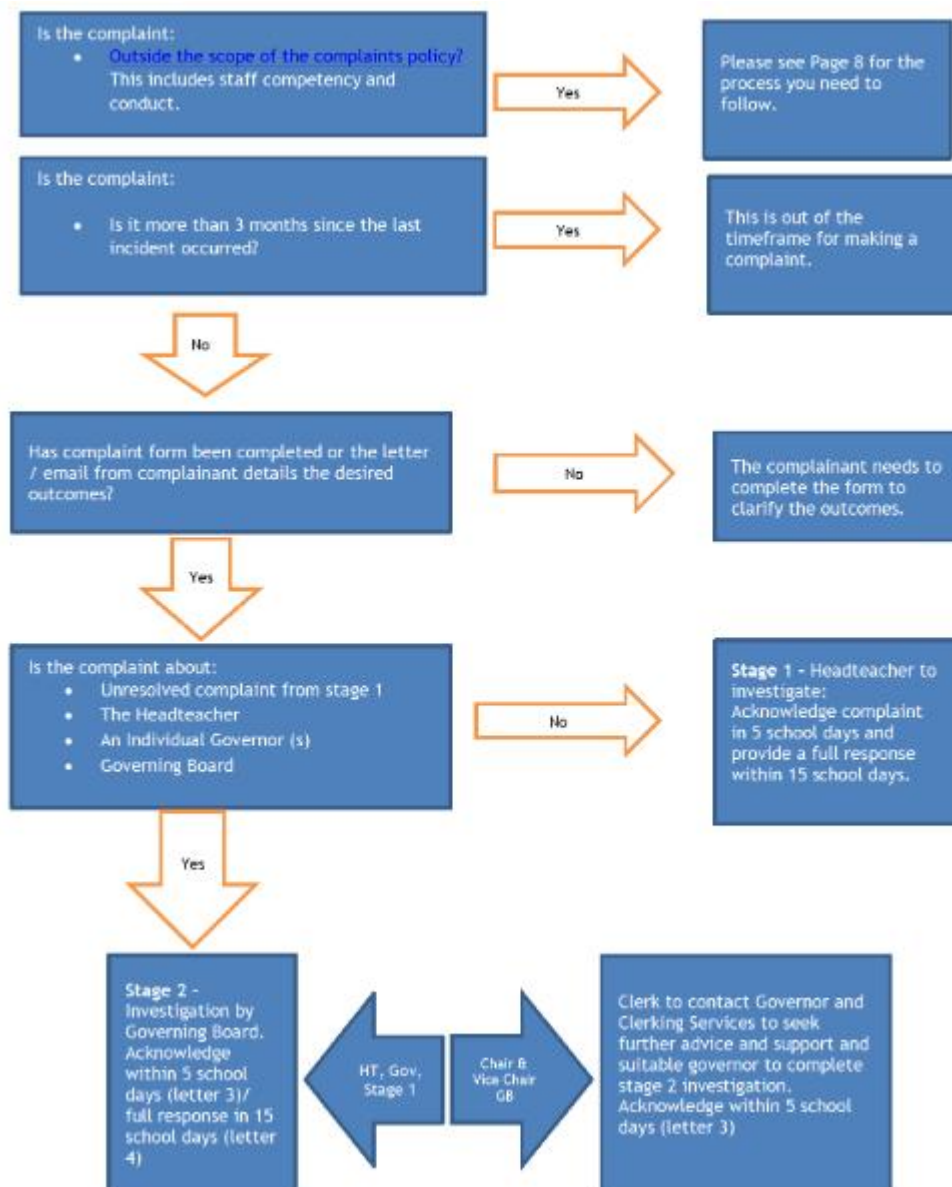 Is the complaint:
• Outside the scope of the complaints policy?
This includes staff competency and
conduct.
Yes
Please see Page 8 for the
process you need to
follow.
Is the complaint:
• Is it more than 3 months since the last
incident occurred?
Yes
This is out of the
timeframe for making a
complaint.
No
Has complaint form been completed or the letter
/ email from complainant details the desired
outcomes?
No
The complainant needs to
complete the form to
clarify the outcomes.
Yes
Is the complaint about:
• Unresolved complaint from stage 1
• The Headteacher
• An Individual Governor (s)
• Governing Board
No
Stage 1 - Headteacher to
investigate:
Acknowledge complaint
in 5 school days and
provide a full response
within 15 school days.
Yes
Stage 2 -
Investigation by
Governing Board.
Acknowledge
within 5 school
days (letter 3)/
full response in 15
school days (letter
4)
HT, Gov,
Stage 1
Chair &
Vice Chair
GB
Clerk to contact Governor and
Clerking Services to seek
further advice and support and
suitable governor to complete
stage 2 investigation.
Acknowledge within 5 school
days (letter 3)